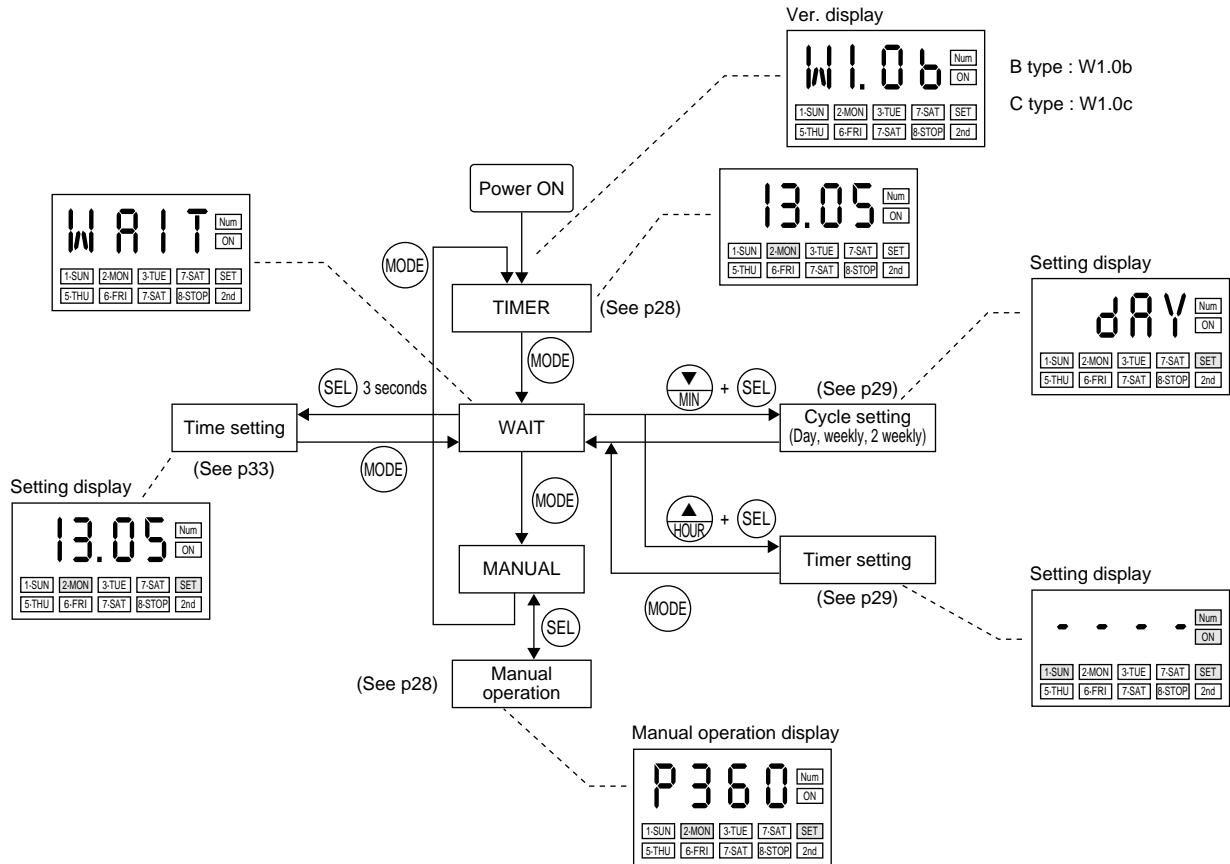 Ver. display
W1.0b
Num
ON
1-SUN 2-MON 3-TUE 7-SAT SET
5-THU 6-FRI 7-SAT 8-STOP 2nd
B type : W1.0b
C type : W1.0c
Power ON
13.05
Num
ON
1-SUN 2-MON 3-TUE 7-SAT SET
5-THU 6-FRI 7-SAT 8-STOP 2nd
WAIT
Num
ON
1-SUN 2-MON 3-TUE 7-SAT SET
5-THU 6-FRI 7-SAT 8-STOP 2nd
MODE
TIMER
(See p28)
MODE
Setting display
dAY
Num
ON
1-SUN 2-MON 3-TUE 7-SAT SET
5-THU 6-FRI 7-SAT 8-STOP 2nd
SEL 3 seconds
MIN + SEL
(See p29)
Time setting
WAIT
Cycle setting
(Day, weekly, 2 weekly)
(See p33)
MODE
Setting display
13.05
Num
ON
1-SUN 2-MON 3-TUE 7-SAT SET
5-THU 6-FRI 7-SAT 8-STOP 2nd
MODE
HOUR + SEL
MANUAL
Timer setting
(See p29)
MODE
Setting display
- - - -
Num
ON
1-SUN 2-MON 3-TUE 7-SAT SET
5-THU 6-FRI 7-SAT 8-STOP 2nd
SEL
(See p28)
Manual
operation
Manual operation display
P360
Num
ON
1-SUN 2-MON 3-TUE 7-SAT SET
5-THU 6-FRI 7-SAT 8-STOP 2nd